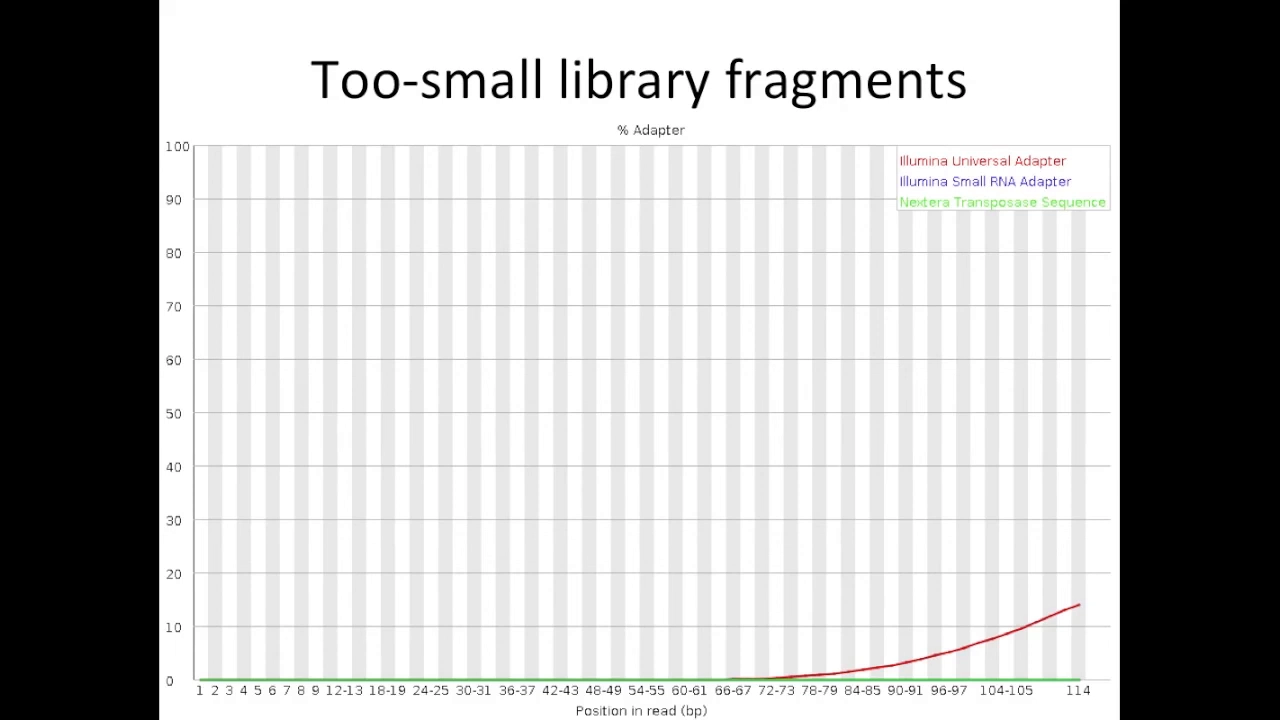 Too-small library fragments
% Adapter
100
90
80
70
60
50
40
30
20
10
0
Illumina Universal Adapter
Illumina Small RNA Adapter
Nextera Transposase Sequence
1 2 3 4 5 6 7 8 9 12-13 18-19 24-25 30-31 36-37 42-43 48-49 54-55 60-61 66-67 72-73 78-79 84-85 90-91 96-97 104-105 114
Position in read (bp)